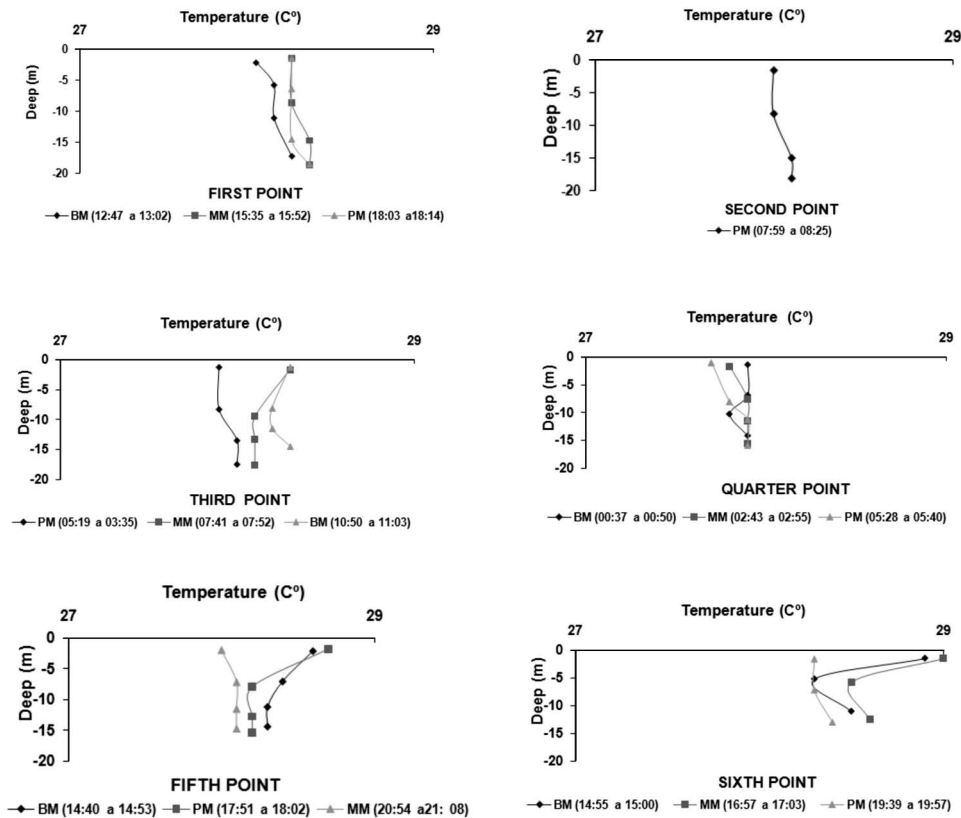 Temperature (Cº)
27 29
0
-5
-10
-15
-20
Deep (m)
FIRST POINT
BM (12:47 a 13:02) MM (15:35 a 15:52) PM (18:03 a18:14)
Temperature (Cº)
27 29
0
-5
-10
-15
-20
Deep (m)
SECOND POINT
PM (07:59 a 08:25)
Temperature (Cº)
27 29
0
-5
-10
-15
-20
Deep (m)
THIRD POINT
PM (05:19 a 03:35) MM (07:41 a 07:52) BM (10:50 a 11:03)
Temperature (Cº)
27 29
0
-5
-10
-15
-20
Deep (m)
QUARTER POINT
BM (00:37 a 00:50) MM (02:43 a 02:55) PM (05:28 a 05:40)
Temperature (Cº)
27 29
0
-5
-10
-15
-20
Deep (m)
FIFTH POINT
BM (14:40 a 14:53) PM (17:51 a 18:02) MM (20:54 a21: 08)
Temperature (Cº)
27 29
0
-5
-10
-15
-20
Deep (m)
SIXTH POINT
BM (14:55 a 15:00) MM (16:57 a 17:03) PM (19:39 a 19:57)